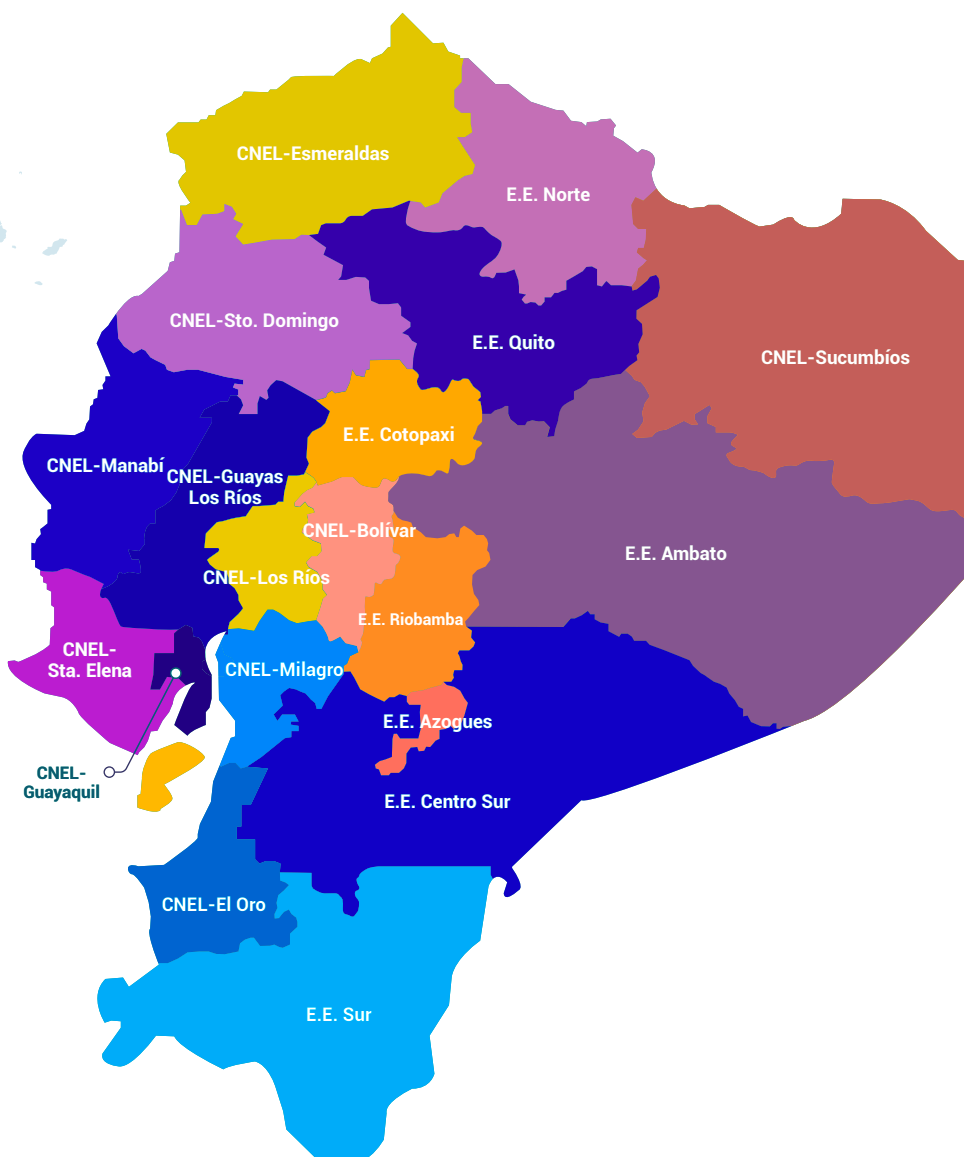 CNEL-Esmeraldas
E.E. Norte
CNEL-Sto. Domingo
E.E. Quito
CNEL-Sucumbíos
E.E. Cotopaxi
CNEL-Manabí
CNEL-Guayas
Los Ríos
CNEL-Bolívar
E.E. Ambato
CNEL-Los Ríos
E.E. Riobamba
CNEL-
Sta. Elena
CNEL-Milagro
E.E. Azogues
CNEL-
Guayaquil
E.E. Centro Sur
CNEL-El Oro
E.E. Sur